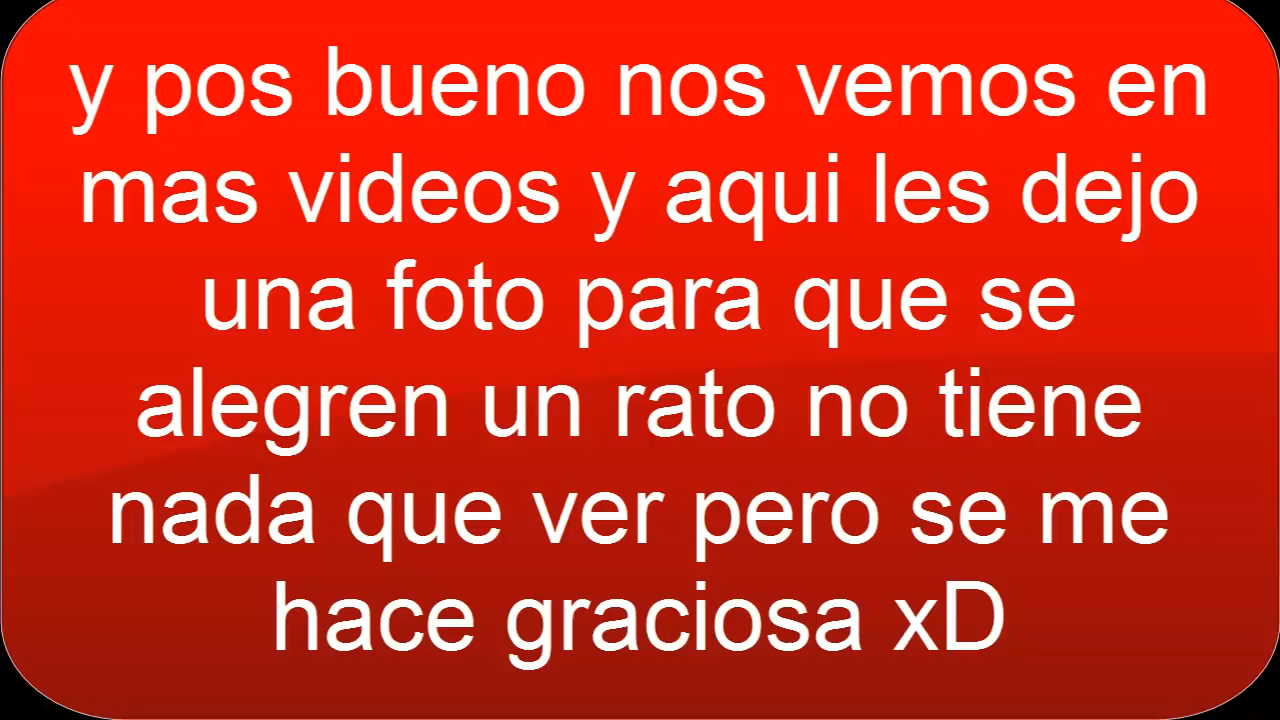 y pos bueno nos vemos en
mas videos y aqui les dejo
una foto para que se
alegren un rato no tiene
nada que ver pero se me
hace graciosa xD